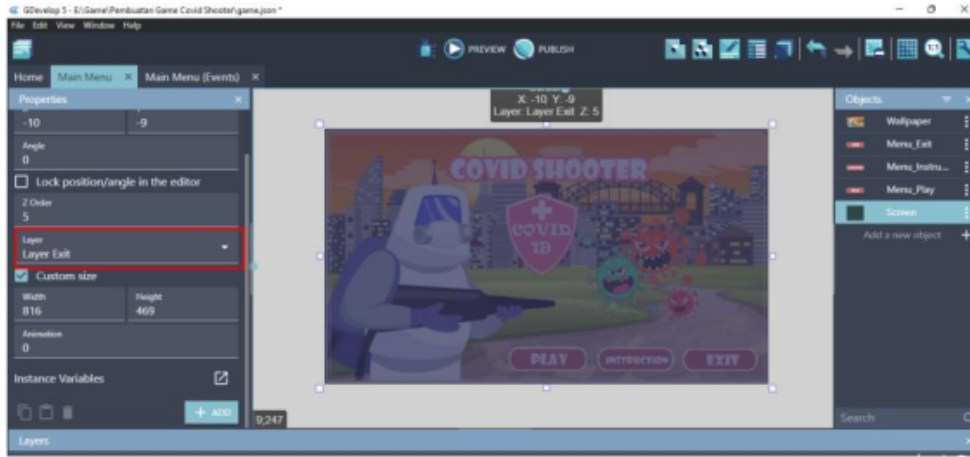 GDevelop 5 - E:\Game\Pembuatan Game Covid Shooter\game.json *
File Edit View Window Help
PREVIEW PUBLISH
Home Main Menu × Main Menu (Events) ×
Properties ×
-10 -9
Angle
0
Lock position/angle in the editor
Z Order
5
Layer
Layer Exit
Custom size
Width Height
816 469
Animation
0
Instance Variables
+ ADD
X: -10 Y: -9
Layer: Layer Exit Z: 5
COVID SHOOTER
COVID
19
PLAY INSTRUCTION EXIT
9;247
Objects
Wallpaper
Menu_Exit
Menu_Instru...
Menu_Play
Screen
Add a new object +
Search
Layers